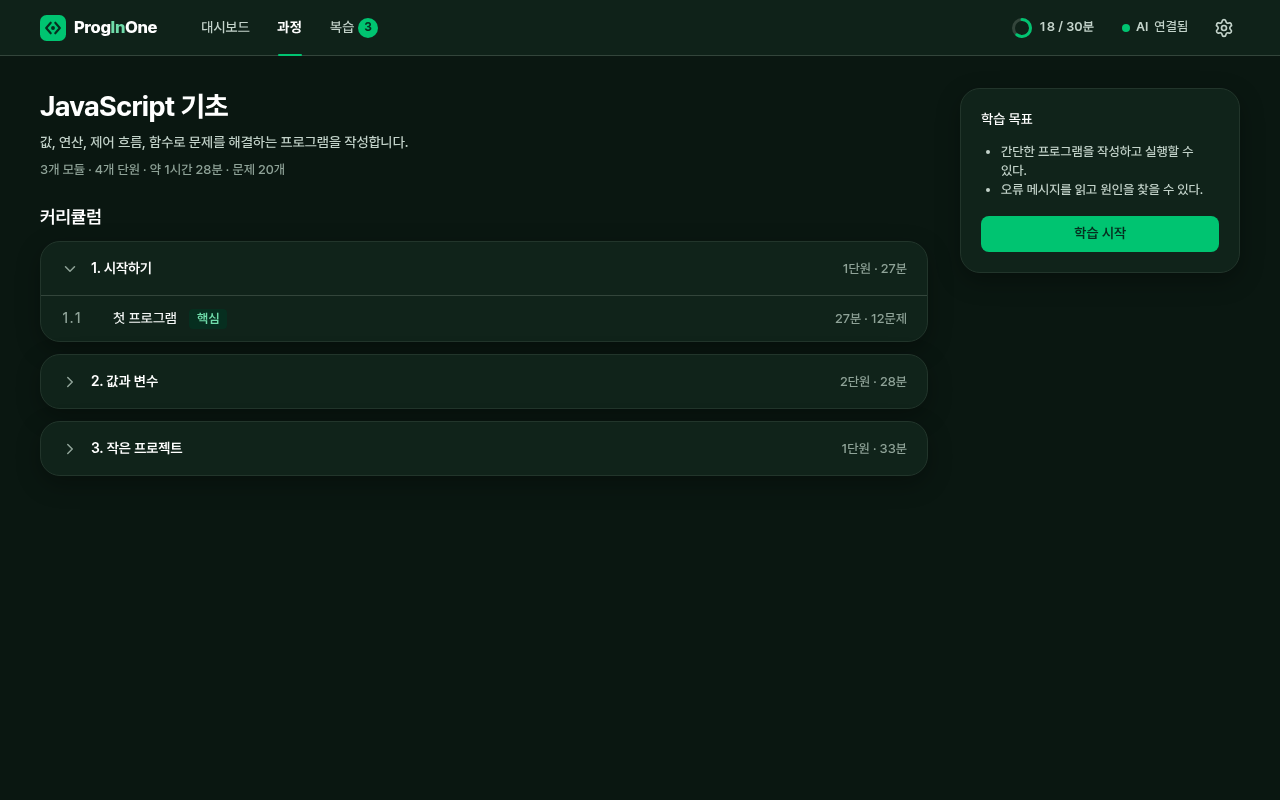 ProgInOne
대시보드
과정
복습 3
18 / 30분
AI 연결됨
JavaScript 기초
값, 연산, 제어 흐름, 함수로 문제를 해결하는 프로그램을 작성합니다.
3개 모듈 · 4개 단원 · 약 1시간 28분 · 문제 20개
커리큘럼
1. 시작하기
1단원 · 27분
1.1 첫 프로그램 핵심
27분 · 12문제
2. 값과 변수
2단원 · 28분
3. 작은 프로젝트
1단원 · 33분
학습 목표
• 간단한 프로그램을 작성하고 실행할 수
있다.
• 오류 메시지를 읽고 원인을 찾을 수 있다.
학습 시작